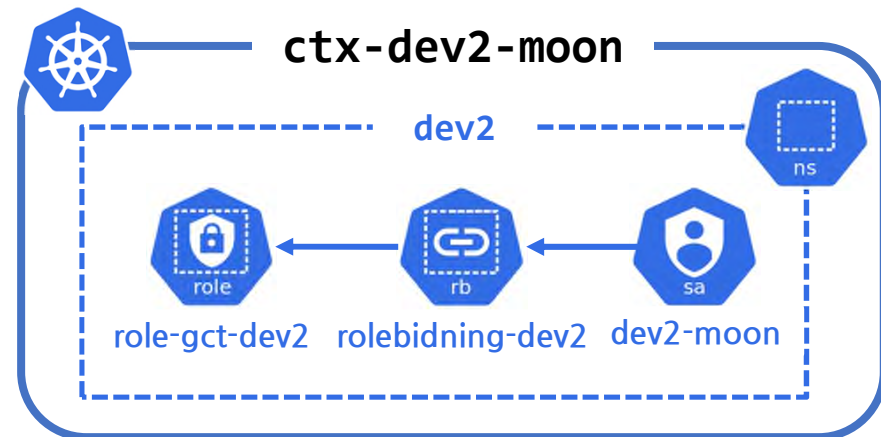 ctx-dev2-moon
dev2
ns
role
rb
sa
role-gct-dev2
rolebidning-dev2
dev2-moon